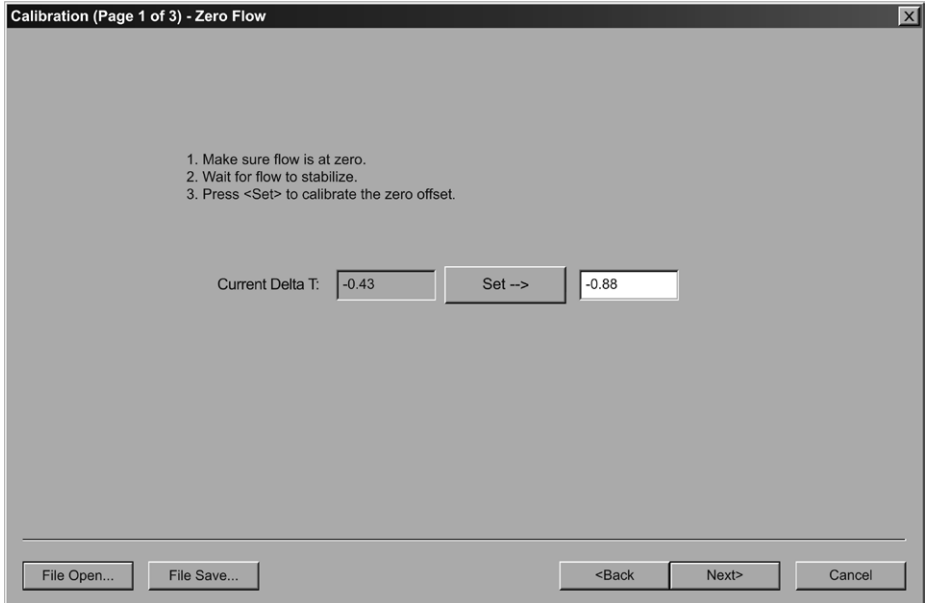 Calibration (Page 1 of 3) - Zero Flow
X
1. Make sure flow is at zero.
2. Wait for flow to stabilize.
3. Press <Set> to calibrate the zero offset.
Current Delta T: -0.43 Set --> -0.88
File Open... File Save... <Back Next> Cancel